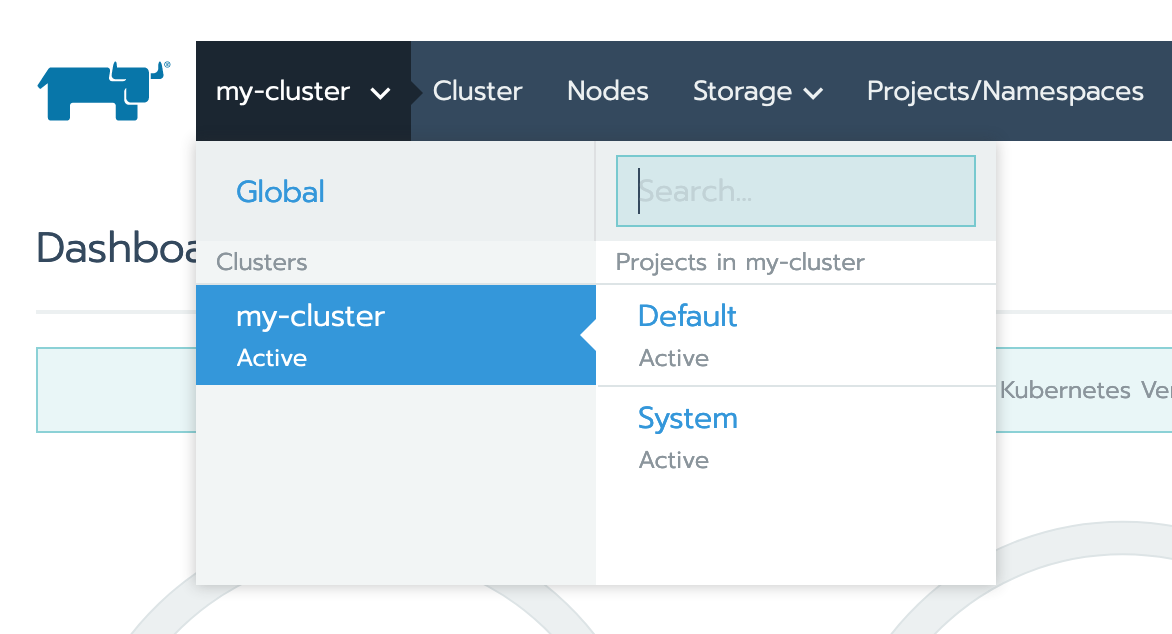 my-cluster Cluster Nodes Storage Projects/Namespaces
Global Search...
Dashboa
Clusters Projects in my-cluster
my-cluster Default
Active Active
Kubernetes Ver
System
Active